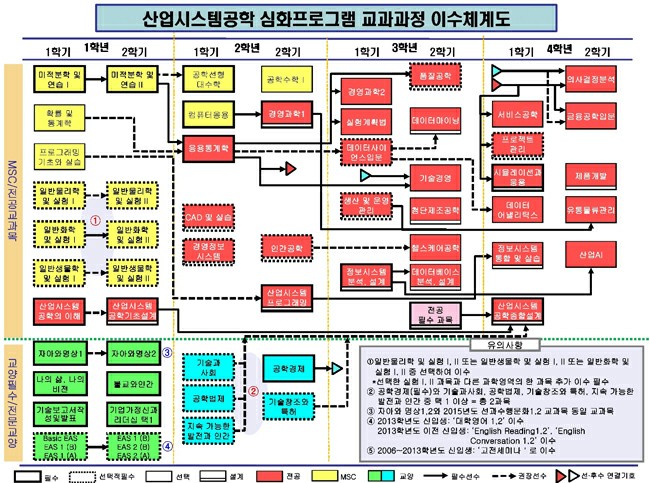 산업시스템공학 심화프로그램 교과과정 이수체계도
1학년
2학년
3학년
4학년
1학기
2학기
1학기
2학기
1학기
2학기
1학기
2학기
MSC/전공교과목
미적분학 및
연습 I
미적분학 및
연습 II
공학선형
대수학
공학수학 I
품질공학
의사결정분석
확률 및
통계학
컴퓨터응용
경영과학1
경영과학2
실험계획법
데이터마이닝
서비스공학
금융공학입문
프로그래밍
기초와 실습
응용통계학
데이터사이
언스입문
프로젝트
관리
기술경영
시뮬레이션과
응용
제품개발
일반물리학
및 실험 I
일반물리학
및 실험 II
①
일반화학
및 실험 I
일반화학
및 실험 II
일반생물학
및 실험 I
일반생물학
및 실험 II
CAD 및 실습
경영정보
시스템
인간공학
생산 및 운영
관리
첨단제조공학
데이터
어낼리틱스
유통물류관리
헬스케어공학
정보시스템
통합 및 실습
산업AI
정보시스템
분석, 설계
데이터베이스
분석, 설계
산업시스템
공학의 이해
산업시스템
공학기초설계
산업시스템
프로그래밍
전공
필수 과목
산업시스템
공학종합설계
교양필수/전문교양
자아와명상1
자아와명상2
③
나의 삶, 나의
비젼
불교와인간
기술보고서작
성및발표
기업가정신과
리더십 택1
Basic EAS
EAS 1 (B)
EAS 1 (A)
EAS 1 (B)
EAS 2 (B)
EAS 2 (A)
④
기술과
사회
공학법제
지속 가능한
발전과 인간
②
공학경제
기술창조와
특허
유의사항
①일반물리학 및 실험 I, II 또는 일반생물학 및 실험 I, II 또는 일반화학 및
실험 I, II 중 선택하여 이수
*선택한 실험 I, II 과목과 다른 과학영역의 한 과목 추가 이수 필수
② 공학경제(필수)와 기술과사회, 공학법제, 기술창조와 특허, 지속 가능한
발전과 인간 중 택 1 이상 = 총 2과목
③ 자아와 명상1,2와 2015년도 선과수행문화1,2 교과목 동일 교과목
④ 2013학년도 신입생: '대학영어 1,2' 이수
2013학년도 이전 신입생: 'English Reading1,2', 'English
Conversation 1,2' 이수
⑤ 2006~2013학년도 신입생: '고전세미나' 로 이수
필수
선택적필수
선택
설계
전공
MSC
교양
필수선수
권장선수
선·후수 연결기호